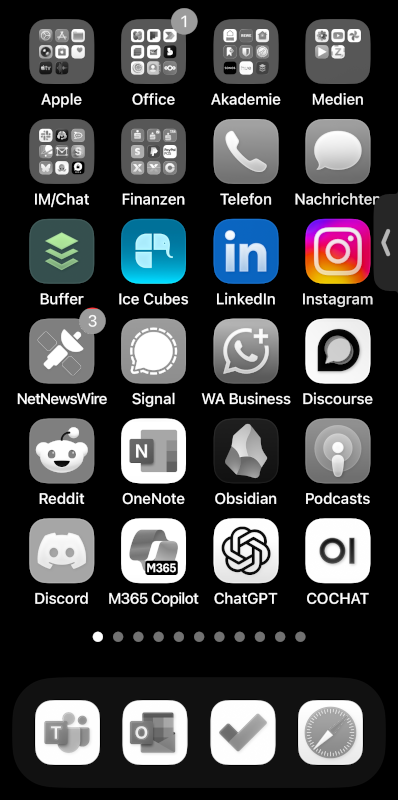 1
Apple Office Akademie Medien
IM/Chat Finanzen Telefon Nachrichten
in
Buffer Ice Cubes LinkedIn Instagram
3
NetNewsWire Signal WA Business Discourse
N
Reddit OneNote Obsidian Podcasts
M365
OI
Discord M365 Copilot ChatGPT COCHAT
T O